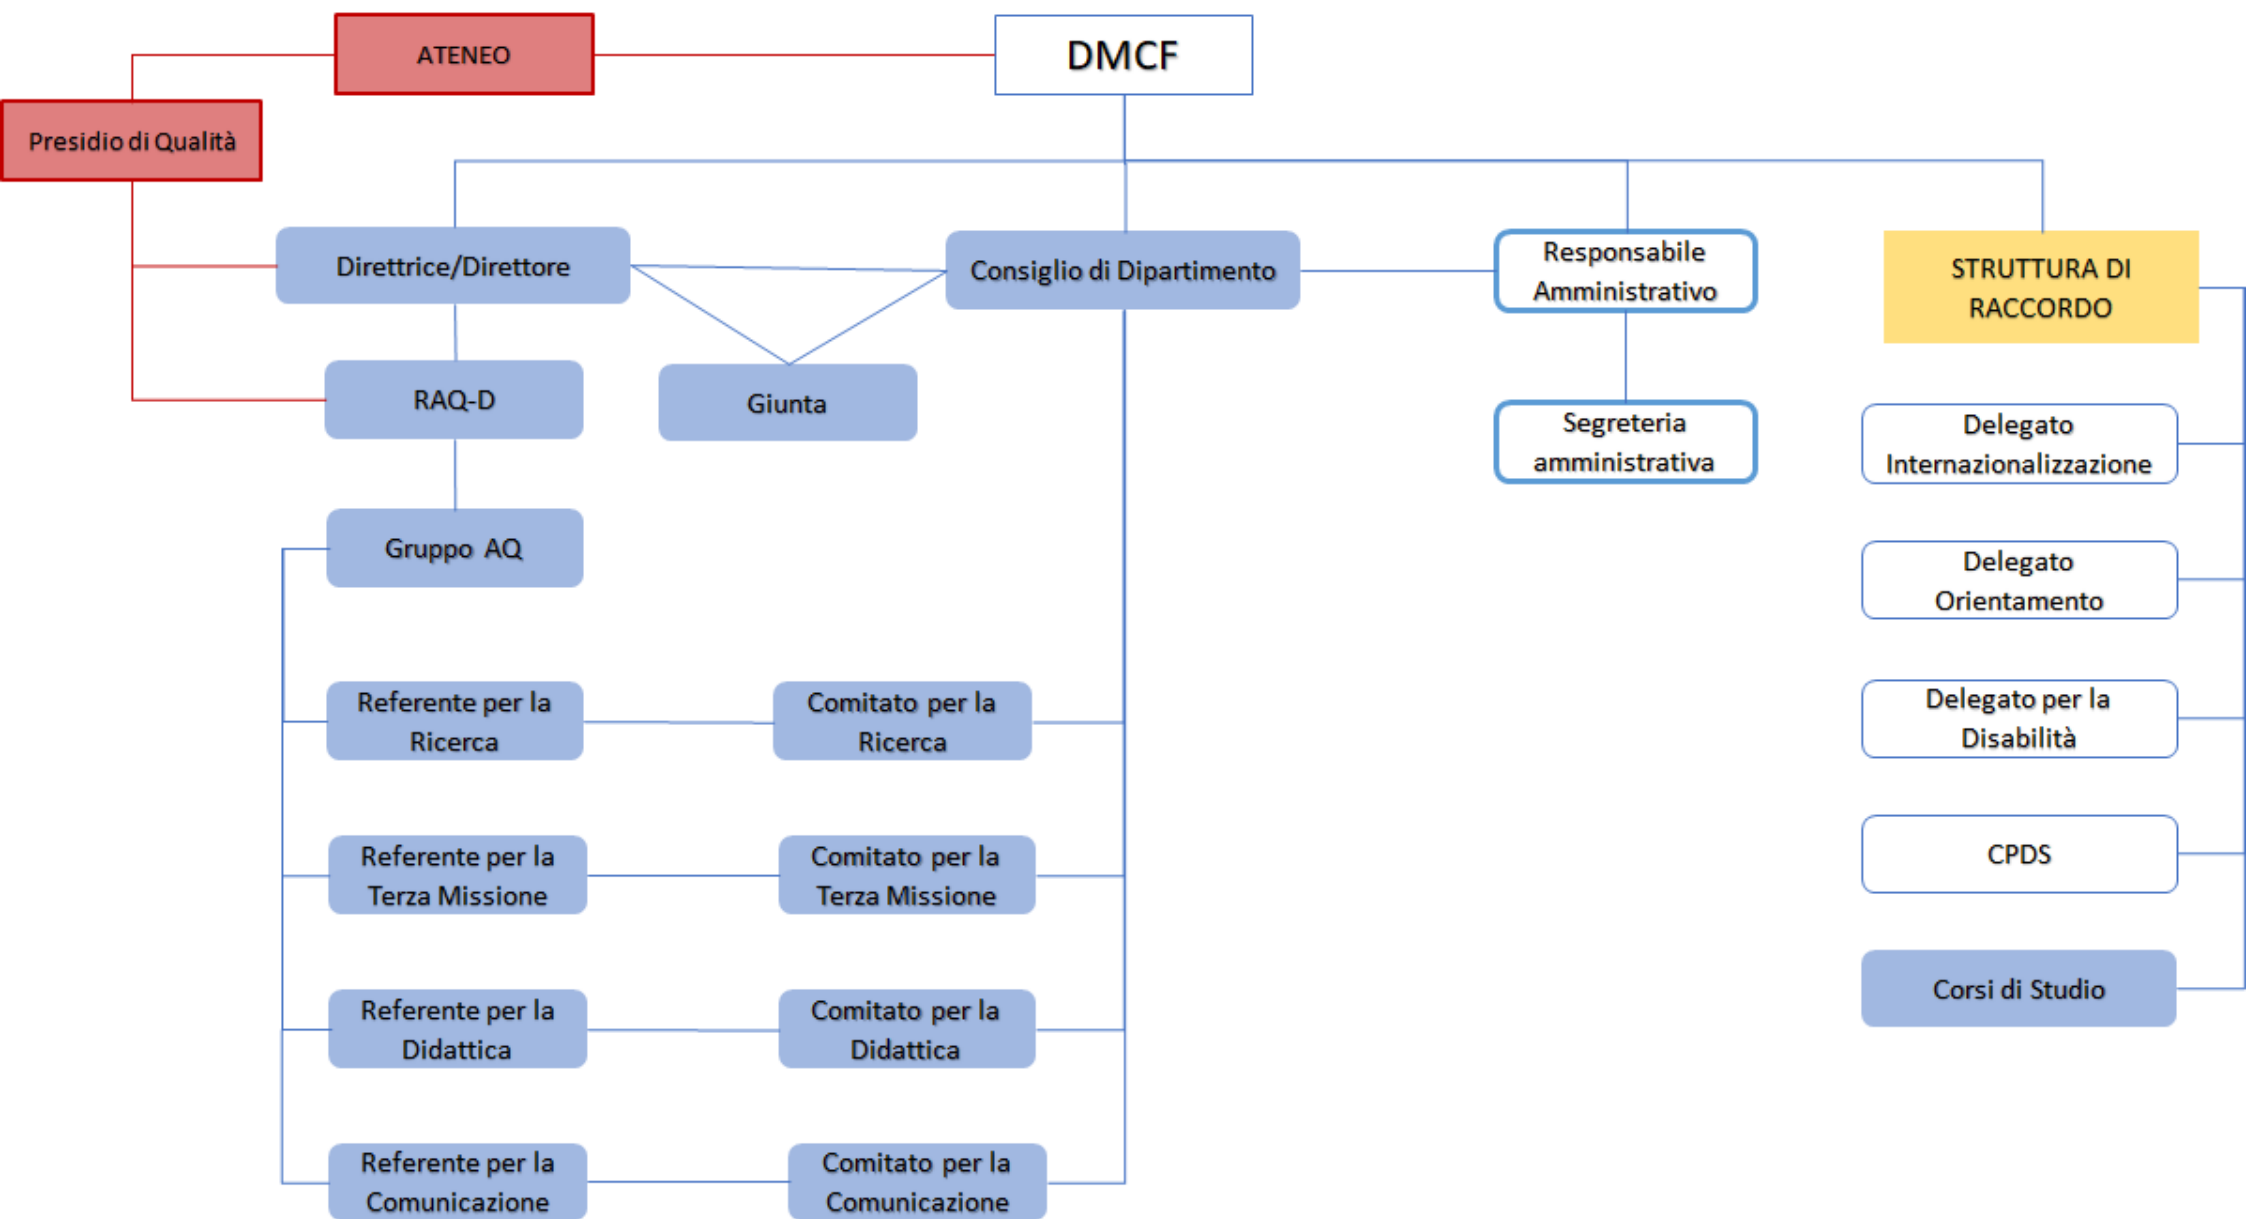 ATENEO
DMCF
Presidio di Qualità
Direttrice/Direttore
Consiglio di Dipartimento
Responsabile
Amministrativo
STRUTTURA DI
RACCORDO
RAQ-D
Giunta
Segreteria
amministrativa
Delegato
Internazionalizzazione
Gruppo AQ
Delegato
Orientamento
Referente per la
Ricerca
Comitato per la
Ricerca
Delegato per la
Disabilità
Referente per la
Terza Missione
Comitato per la
Terza Missione
CPDS
Referente per la
Didattica
Comitato per la
Didattica
Corsi di Studio
Referente per la
Comunicazione
Comitato per la
Comunicazione